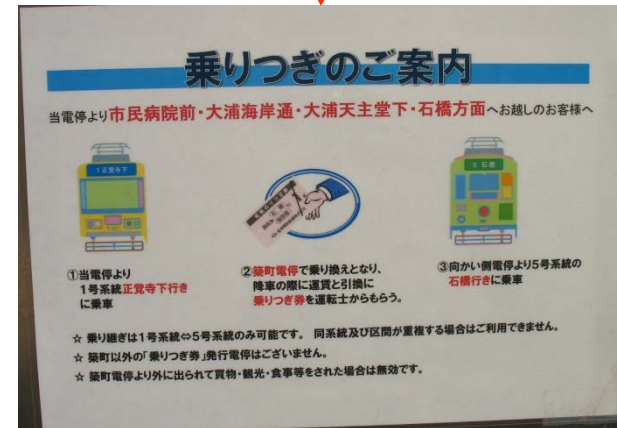 乗りつぎのご案内
当電停より市民病院前・大浦海岸通・大浦天主堂下・石橋方面へお越しのお客様へ
1 正覚寺下
5 石橋
①当電停より
1号系統正覚寺下行き
に乗車
②築町電停で乗り換えとなり、
降車の際に運賃と引換に
乗りつぎ券を運転士からもらう。
③向かい側電停より5号系統の
石橋行きに乗車
☆ 乗り継ぎは1号系統⇔5号系統のみ可能です。 同系統及び区間が重複する場合はご利用できません。
☆ 築町以外の「乗りつぎ券」発行電停はございません。
☆ 築町電停より外に出られて買物・観光・食事等をされた場合は無効です。